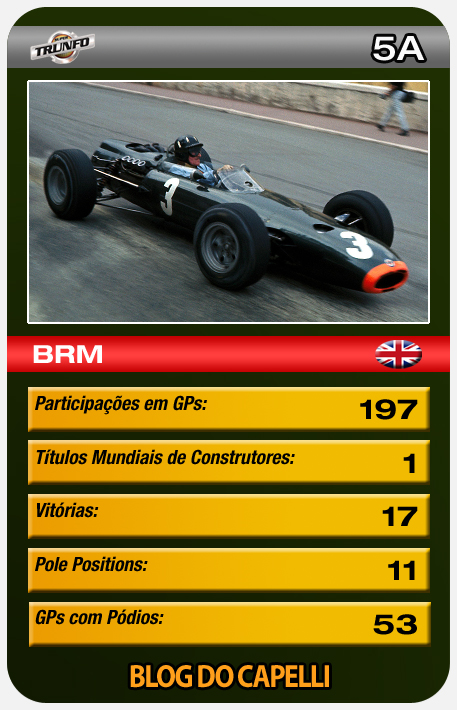 SUPER
TRUNFO
5A
3
3
BRM
Participações em GPs:
197
Títulos Mundiais de Construtores:
1
Vitórias:
17
Pole Positions:
11
GPs com Pódios:
53
BLOG DO CAPELLI